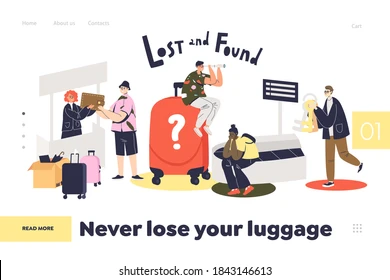 Home About us Contacts Cart
Lost and Found
?
01
READ MORE
Never lose your luggage
shutterstock.com · 1843146613